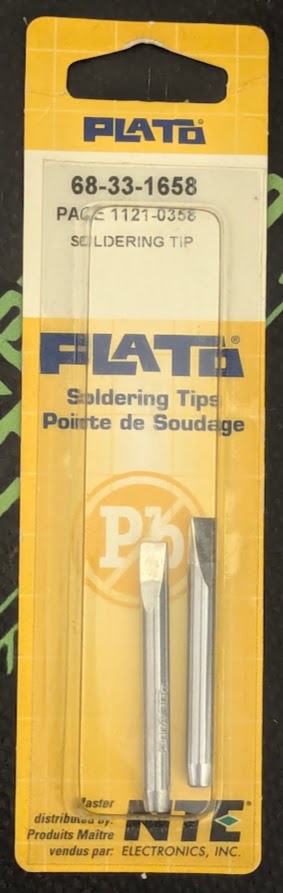 PLATO®
68-33-1658
PACE 1121-0358
SOLDERING TIP
PLATO®
Soldering Tips
Pointe de Soudage
Pb
Master
distributed by:
Produits Maître
vendus par:
NTE
ELECTRONICS, INC.